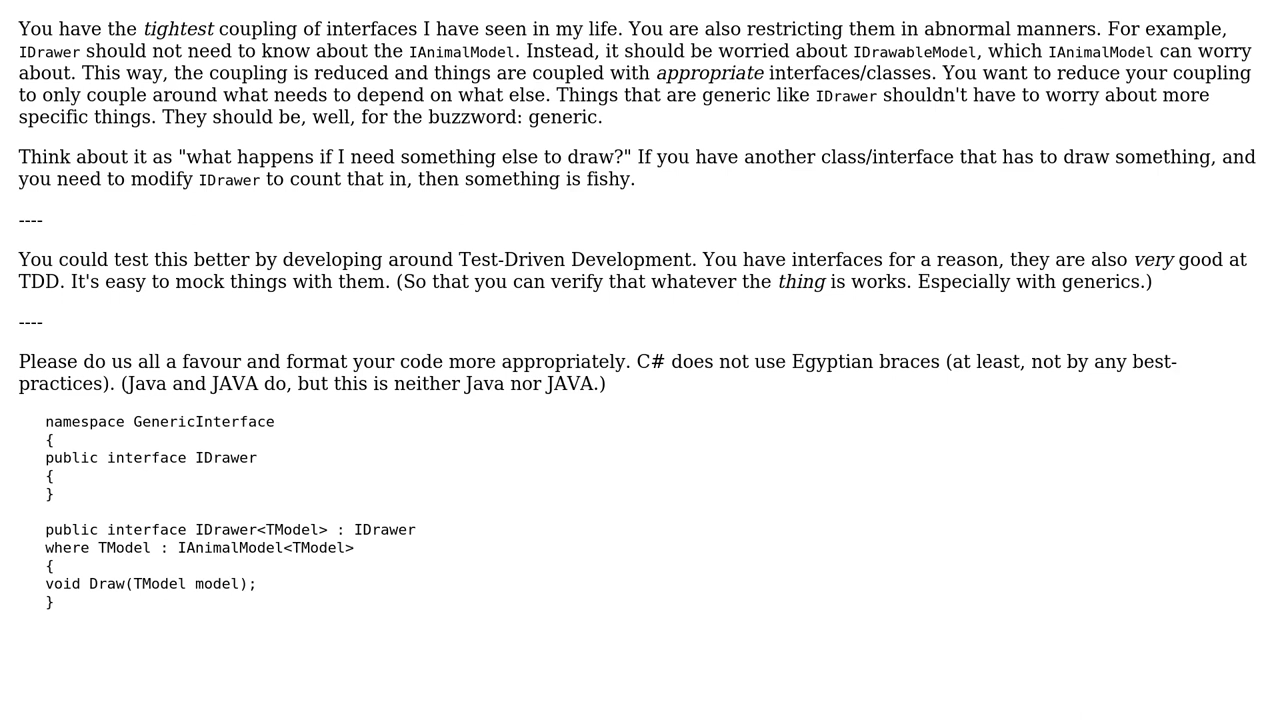 You have the tightest coupling of interfaces I have seen in my life. You are also restricting them in abnormal manners. For example,
IDrawer should not need to know about the IAnimalModel. Instead, it should be worried about IDrawableModel, which IAnimalModel can worry
about. This way, the coupling is reduced and things are coupled with appropriate interfaces/classes. You want to reduce your coupling
to only couple around what needs to depend on what else. Things that are generic like IDrawer shouldn't have to worry about more
specific things. They should be, well, for the buzzword: generic.
Think about it as "what happens if I need something else to draw?" If you have another class/interface that has to draw something, and
you need to modify IDrawer to count that in, then something is fishy.
----
You could test this better by developing around Test-Driven Development. You have interfaces for a reason, they are also very good at
TDD. It's easy to mock things with them. (So that you can verify that whatever the thing is works. Especially with generics.)
----
Please do us all a favour and format your code more appropriately. C# does not use Egyptian braces (at least, not by any best-
practices). (Java and JAVA do, but this is neither Java nor JAVA.)
namespace GenericInterface
{
public interface IDrawer
{
}
public interface IDrawer<TModel> : IDrawer
where TModel : IAnimalModel<TModel>
{
void Draw(TModel model);
}